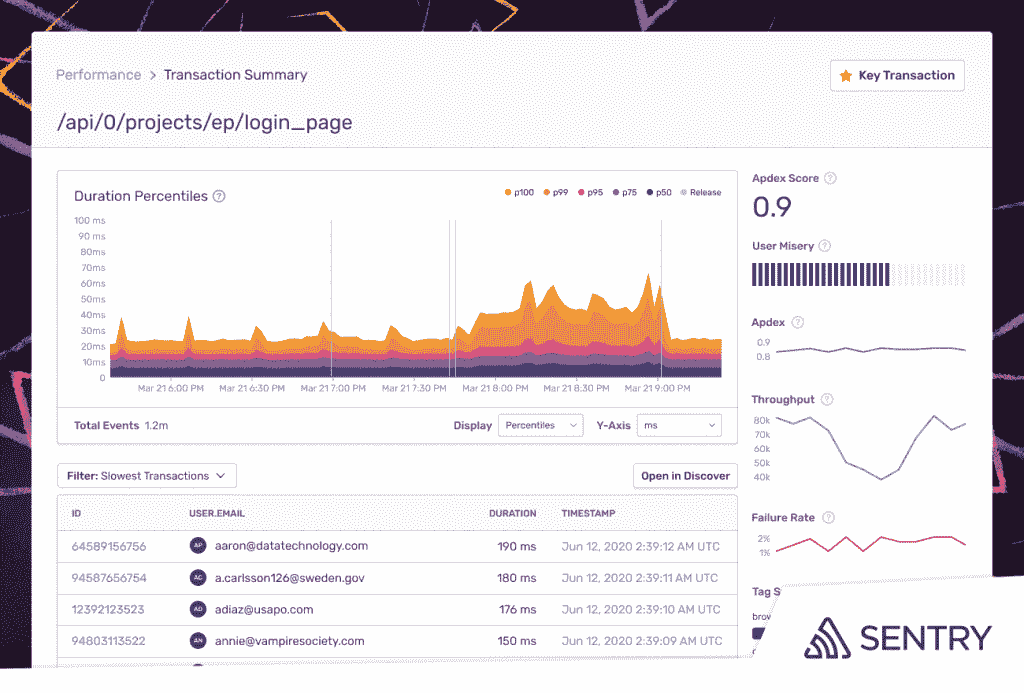 Performance > Transaction Summary
Key Transaction
/api/0/projects/ep/login_page
Duration Percentiles ?
p100 p99 p95 p75 p50 Release
100 ms
90 ms
80ms
70ms
60ms
50ms
40ms
30ms
20ms
10ms
0
Mar 21 6:00 PM Mar 21 6:30 PM Mar 21 7:00 PM Mar 21 7:30 PM Mar 21 8:00 PM Mar 21 8:30 PM Mar 21 9:00 PM
Total Events 1.2m
Display Percentiles Y-Axis ms
Filter: Slowest Transactions
Open in Discover
ID USER.EMAIL DURATION TIMESTAMP
64589156756 AP aaron@datatechnology.com 190 ms Jun 12, 2020 2:39:12 AM UTC
94587656754 AC a.carlsson126@sweden.gov 180 ms Jun 12, 2020 2:39:11 AM UTC
12392123523 AD adiaz@usapo.com 176 ms Jun 12, 2020 2:39:10 AM UTC
94803113522 AN annie@vampiresociety.com 150 ms Jun 12, 2020 2:39:09 AM UTC
Apdex Score ?
0.9
User Misery ?
Apdex ?
0.9
0.8
Throughput ?
80k
70k
60k
50k
40k
Failure Rate ?
2%
1%
Tag S
brow
SENTRY